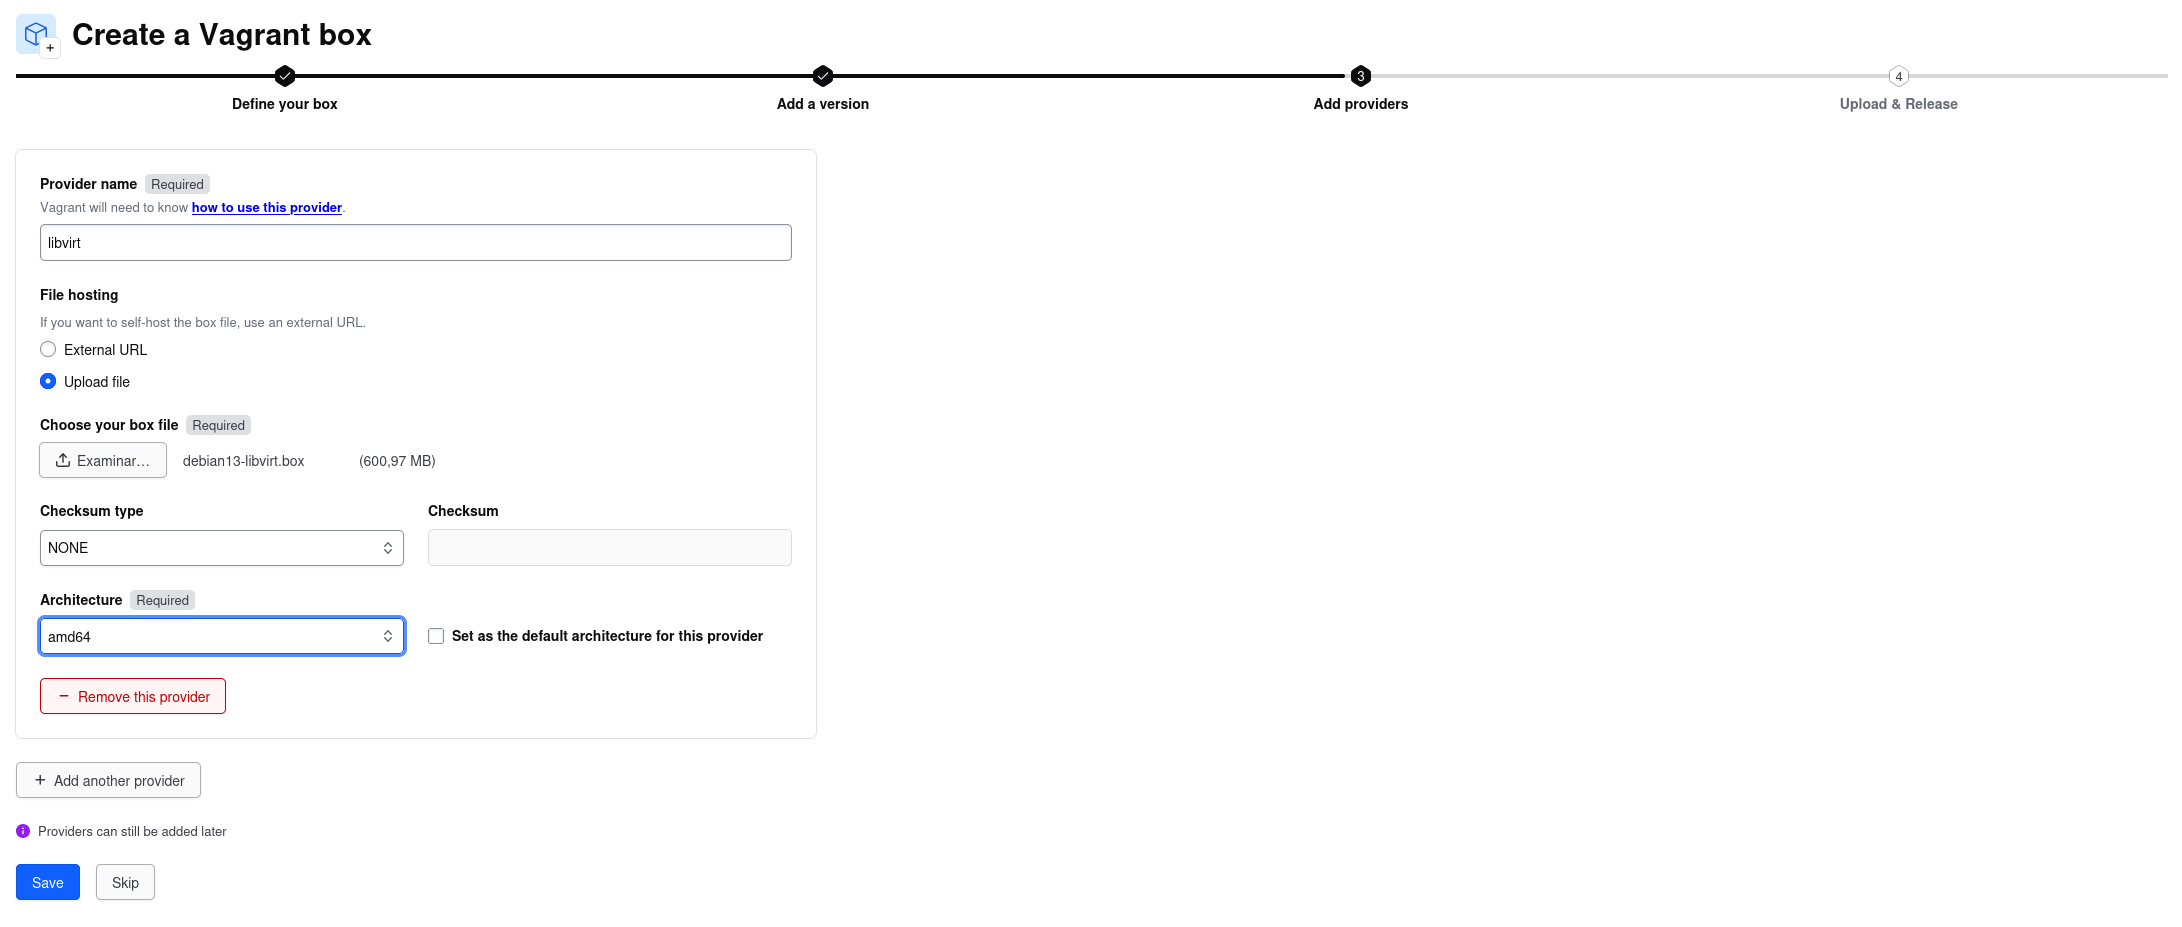 Create a Vagrant box
3
4
Define your box
Add a version
Add providers
Upload & Release
Provider name Required
Vagrant will need to know how to use this provider.
libvirt
File hosting
If you want to self-host the box file, use an external URL.
External URL
Upload file
Choose your box file Required
Examinar… debian13-libvirt.box (600,97 MB)
Checksum type Checksum
NONE
Architecture Required
amd64 Set as the default architecture for this provider
Remove this provider
Add another provider
Providers can still be added later
Save Skip